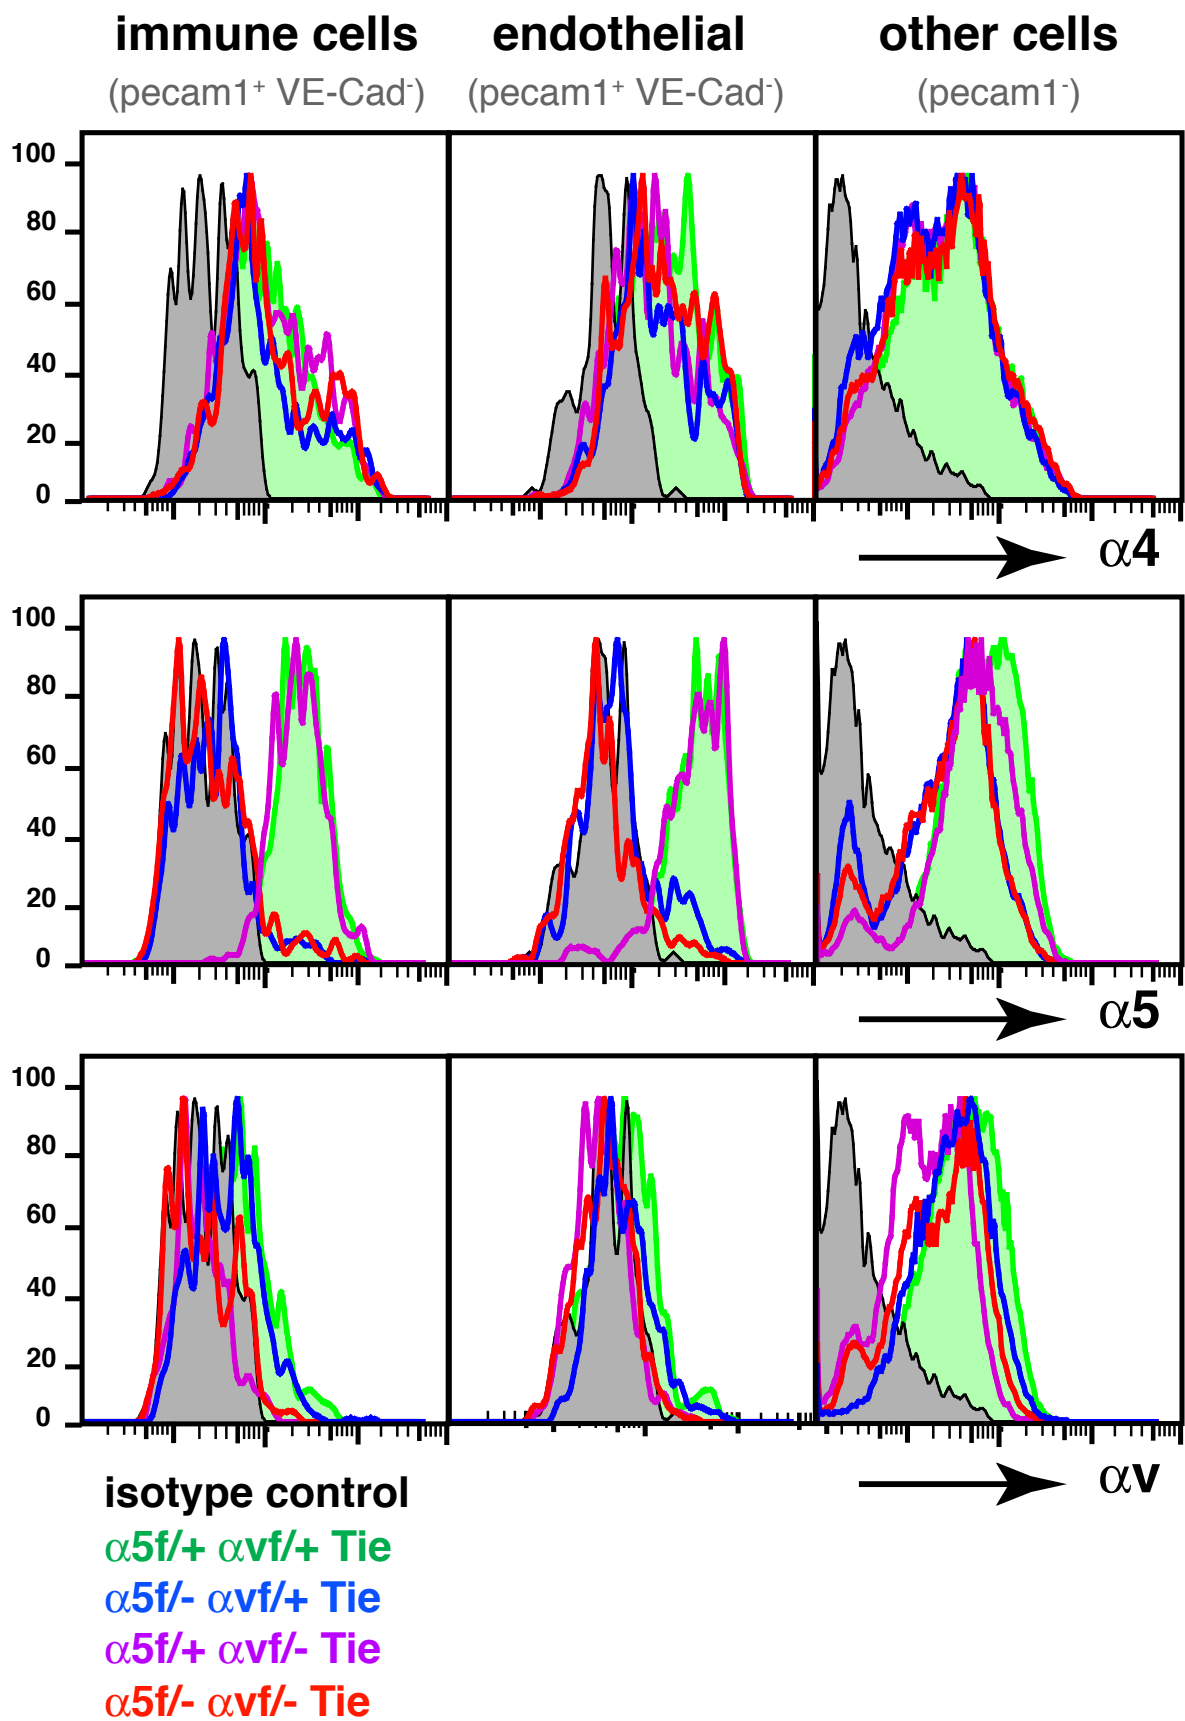 immune cells endothelial other cells
(pecam1⁺ VE-Cad⁻) (pecam1⁺ VE-Cad⁻) (pecam1⁻)
100
80
60
40
20
0
α4
100
80
60
40
20
0
α5
100
80
60
40
20
0
αv
isotype control
α5f/+ αvf/+ Tie
α5f/- αvf/+ Tie
α5f/+ αvf/- Tie
α5f/- αvf/- Tie